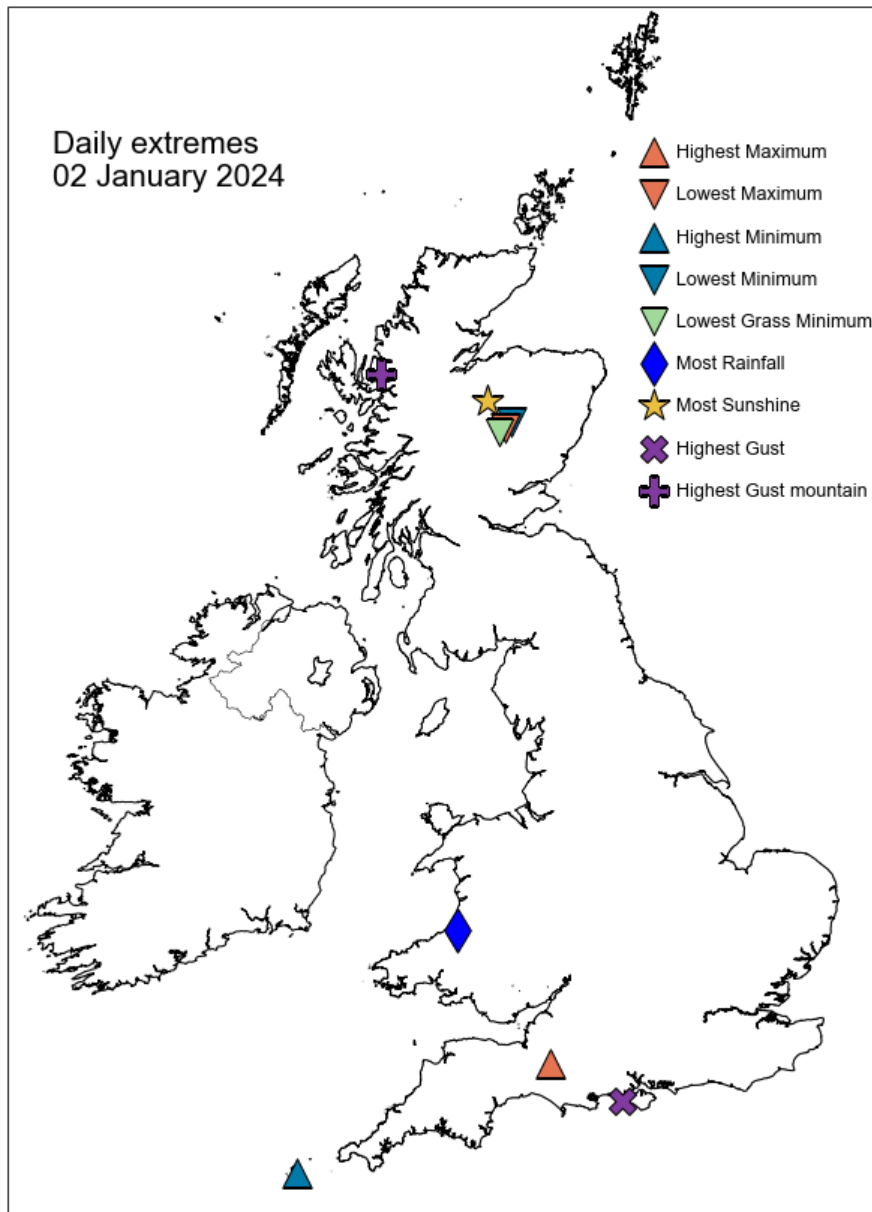 Daily extremes
02 January 2024
Highest Maximum
Lowest Maximum
Highest Minimum
Lowest Minimum
Lowest Grass Minimum
Most Rainfall
Most Sunshine
Highest Gust
Highest Gust mountain